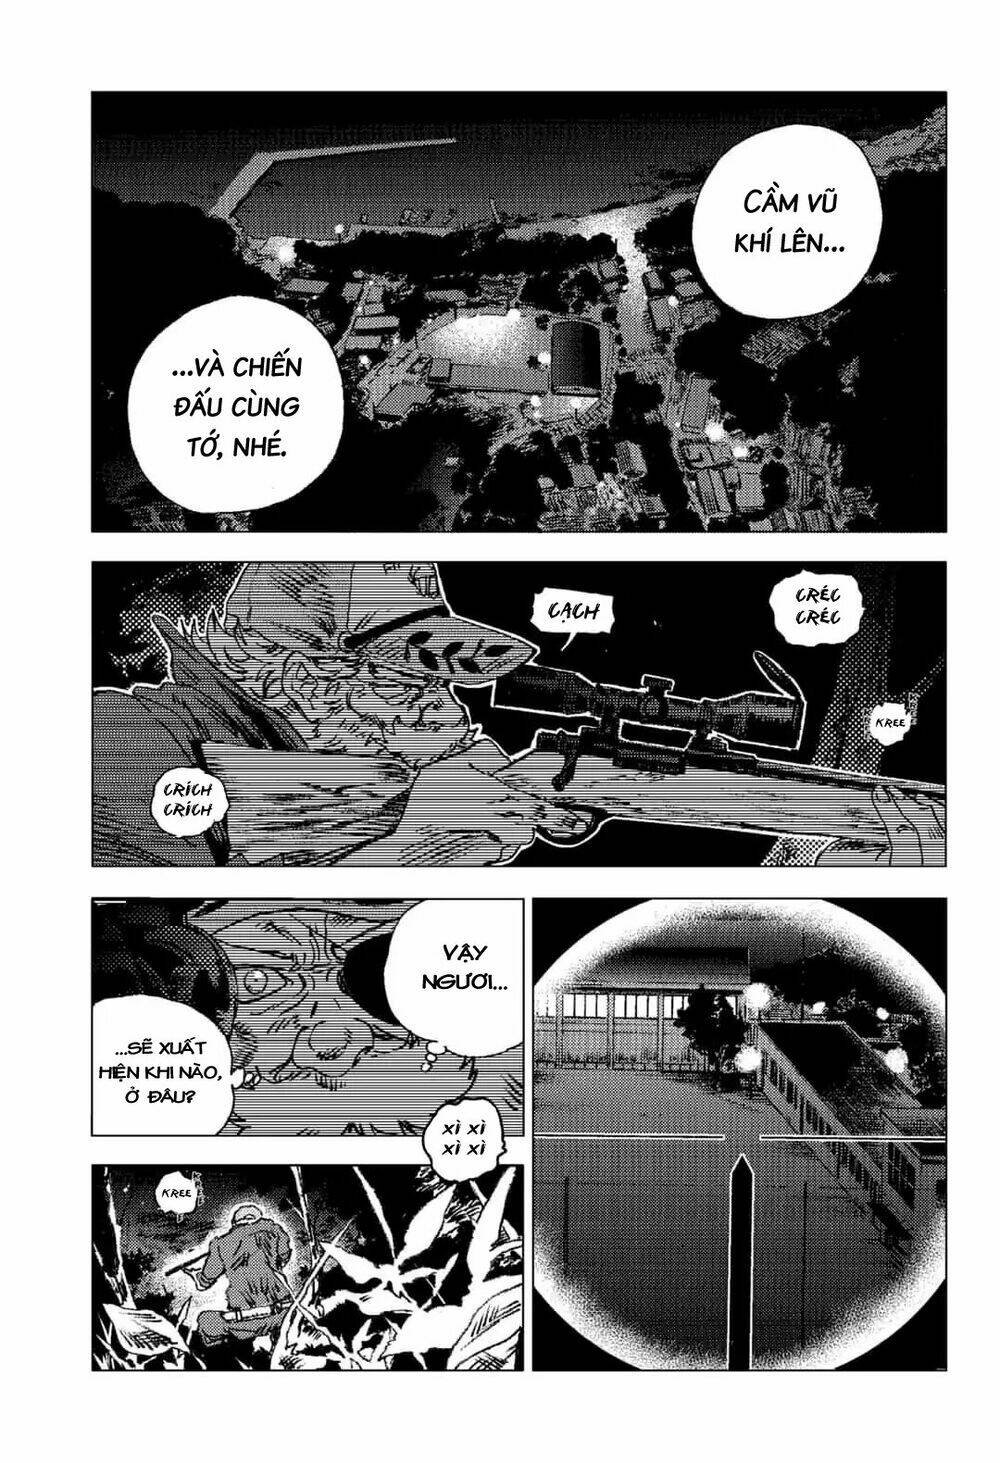 CẦM VŨ
KHÍ LÊN...
...VÀ CHIẾN
ĐẤU CÙNG
TỚ, NHÉ.
CRÉC
CRÉC
CẠCH
KREE
CRÍCH
CRÍCH
VẬY
NGƯƠI...
...SẼ XUẤT
HIỆN KHI NÀO,
Ở ĐÂU?
XÌ XÌ
XÌ XÌ
KREE